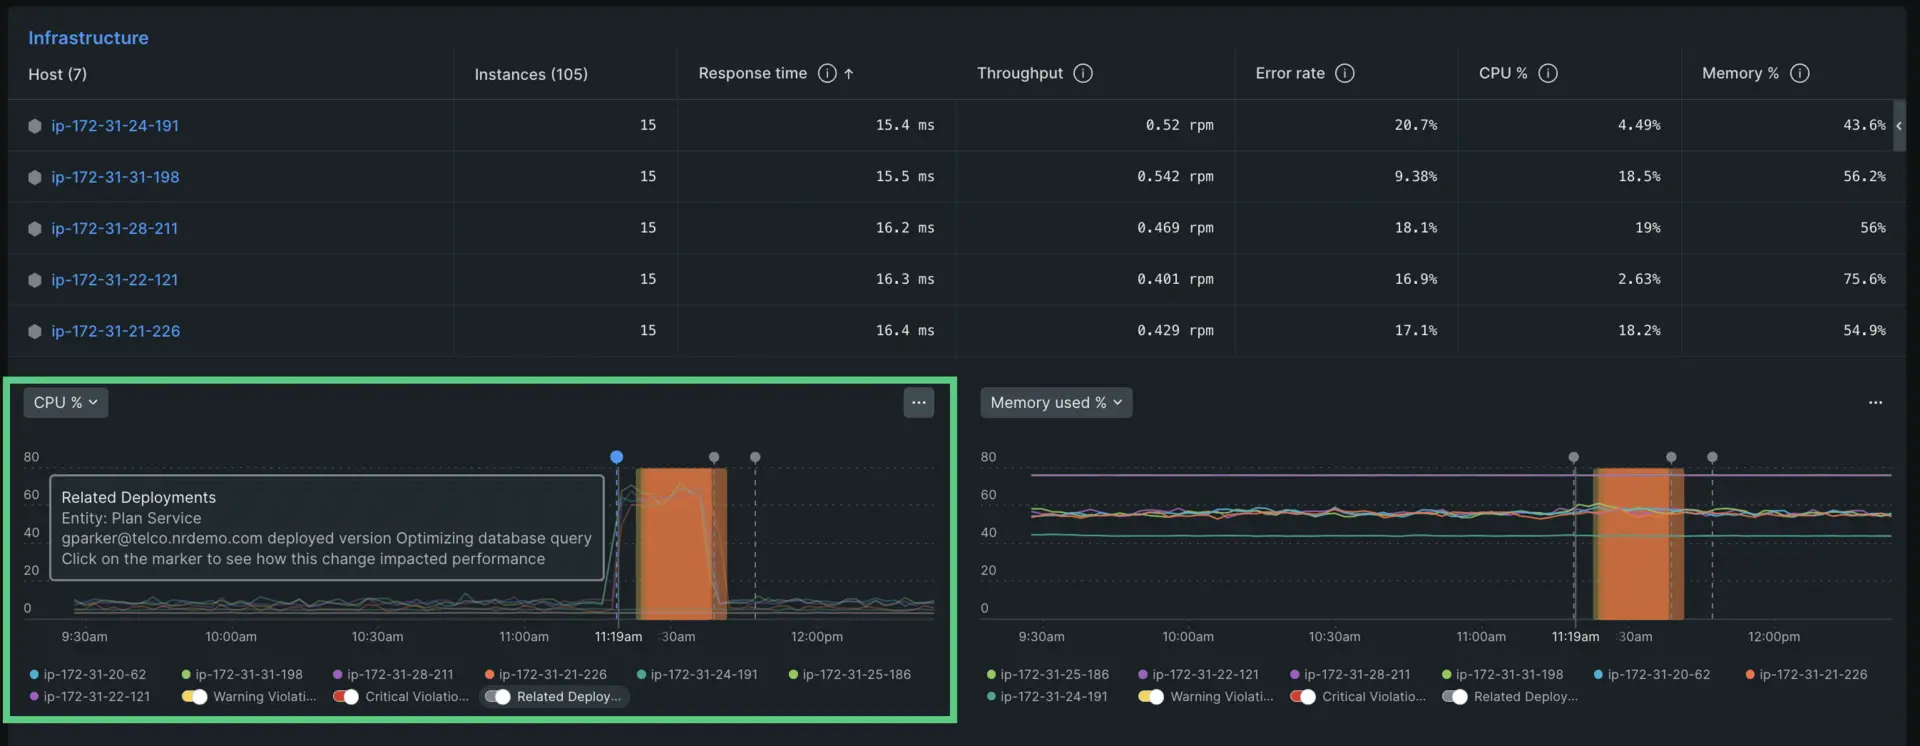 Infrastructure
Host (7) Instances (105) Response time ↑ Throughput Error rate CPU % Memory %
ip-172-31-24-191 15 15.4 ms 0.52 rpm 20.7% 4.49% 43.6%
ip-172-31-31-198 15 15.5 ms 0.542 rpm 9.38% 18.5% 56.2%
ip-172-31-28-211 15 16.2 ms 0.469 rpm 18.1% 19% 56%
ip-172-31-22-121 15 16.3 ms 0.401 rpm 16.9% 2.63% 75.6%
ip-172-31-21-226 15 16.4 ms 0.429 rpm 17.1% 18.2% 54.9%
CPU %
80
60
40
20
0
Related Deployments
Entity: Plan Service
gparker@telco.nrdemo.com deployed version Optimizing database query
Click on the marker to see how this change impacted performance
9:30am 10:00am 10:30am 11:00am 11:19am :30am 12:00pm
ip-172-31-20-62 ip-172-31-31-198 ip-172-31-28-211 ip-172-31-21-226 ip-172-31-24-191 ip-172-31-25-186
ip-172-31-22-121 Warning Violati... Critical Violatio... Related Deploy...
Memory used %
80
60
40
20
0
9:30am 10:00am 10:30am 11:00am 11:19am :30am 12:00pm
ip-172-31-25-186 ip-172-31-22-121 ip-172-31-28-211 ip-172-31-31-198 ip-172-31-20-62 ip-172-31-21-226
ip-172-31-24-191 Warning Violati... Critical Violatio... Related Deploy...